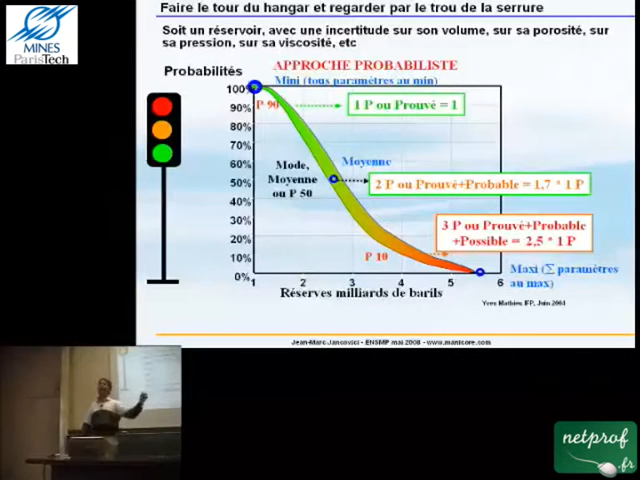 Faire le tour du hangar et regarder par le trou de la serrure
MINES
ParisTech
Soit un réservoir, avec une incertitude sur son volume, sur sa porosité, sur
sa pression, sur sa viscosité, etc
APPROCHE PROBABILISTE
Probabilités
Mini (tous paramètres au min)
100%
P 90
90%
1 P ou Prouvé = 1
80%
70%
60%
Mode,
Moyenne
ou P 50
Moyenne
50%
2 P ou Prouvé+Probable = 1,7 * 1 P
40%
30%
3 P ou Prouvé+Probable
+Possible = 2,5 * 1 P
20%
P 10
10%
0%
Maxi (∑ paramètres
au max)
1 2 3 4 5 6
Réserves milliards de barils
Yves Mathieu IFP, Juin 2004
Jean-Marc Jancovici - ENSMP mai 2008 - www.manicore.com
netprof
.fr